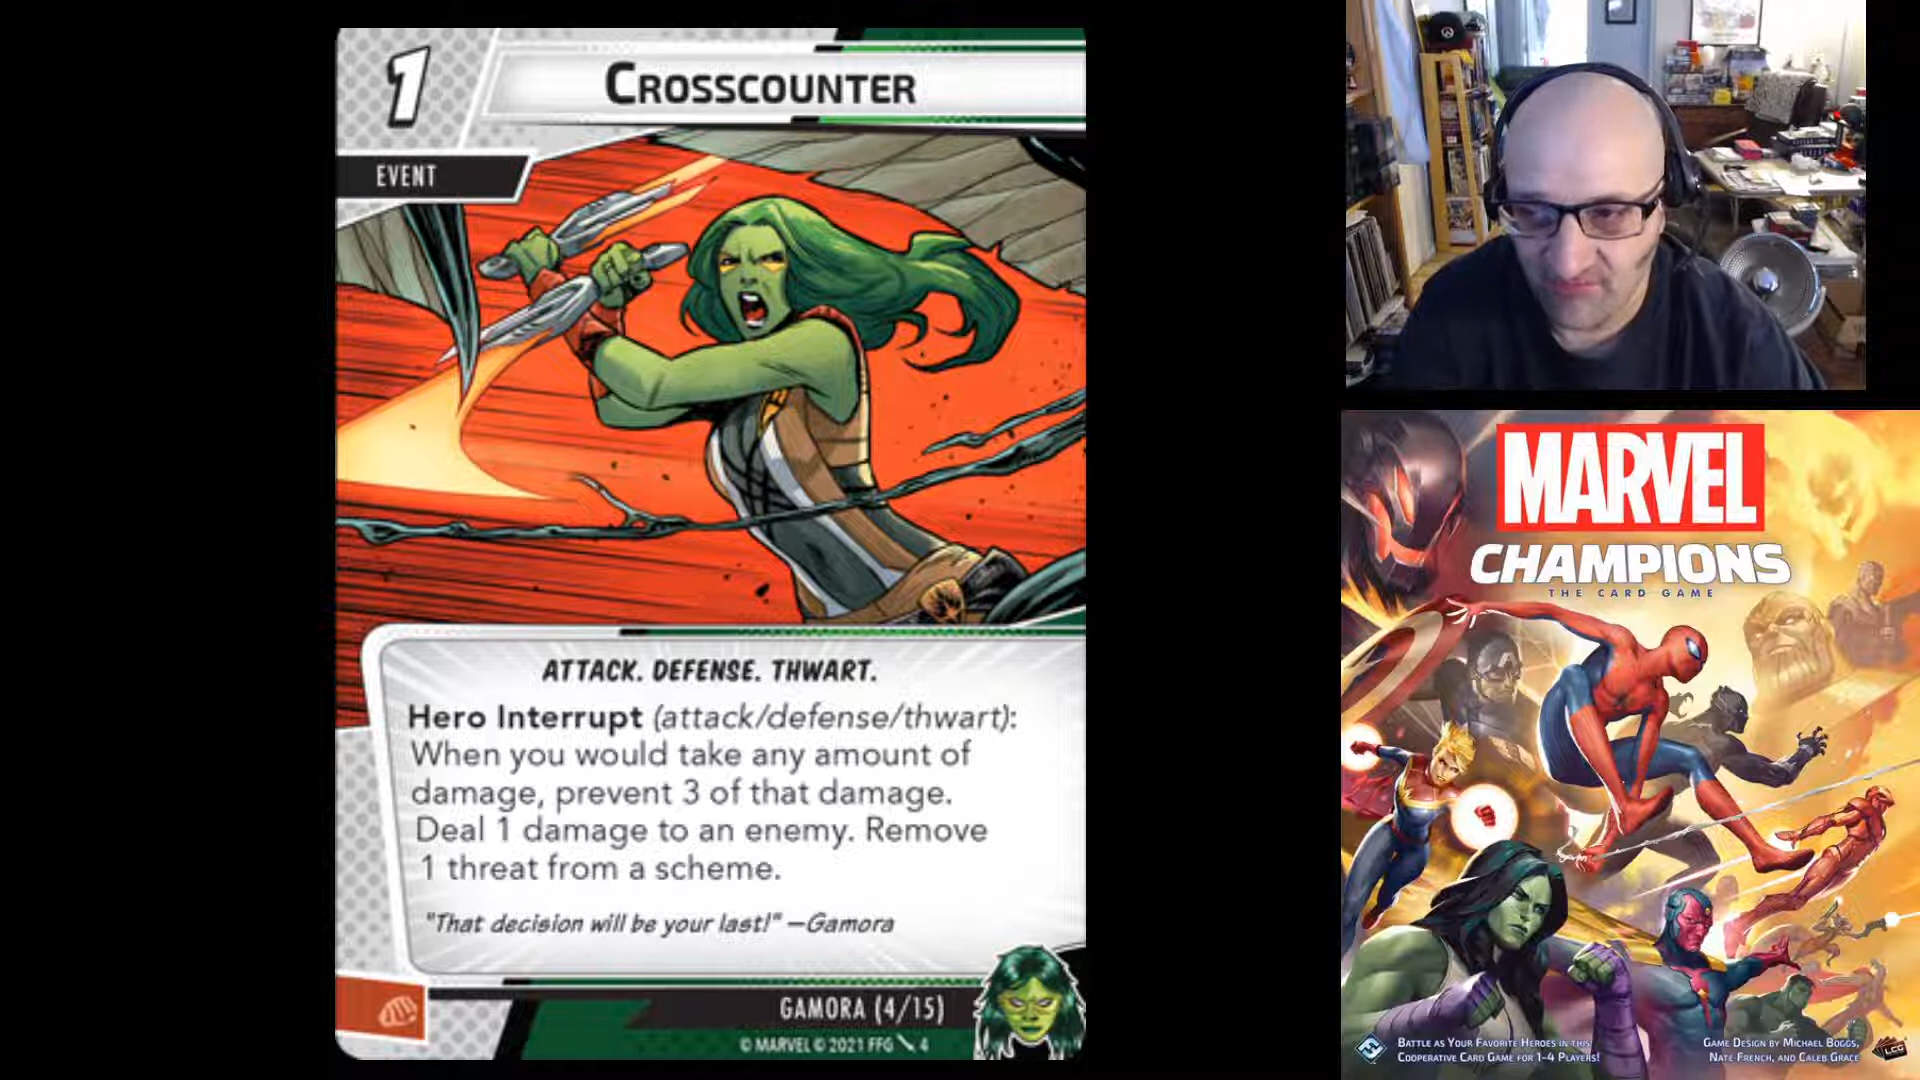 1
CROSSCOUNTER
EVENT
ATTACK. DEFENSE. THWART.
Hero Interrupt (attack/defense/thwart):
When you would take any amount of
damage, prevent 3 of that damage.
Deal 1 damage to an enemy. Remove
1 threat from a scheme.
"That decision will be your last!" —Gamora
GAMORA (4/15)
© MARVEL © 2021 FFG 4
MARVEL
CHAMPIONS
THE CARD GAME
BATTLE AS YOUR FAVORITE HEROES IN THIS
COOPERATIVE CARD GAME FOR 1-4 PLAYERS!
GAME DESIGN BY MICHAEL BOGGS,
NATE FRENCH, AND CALEB GRACE
LCG